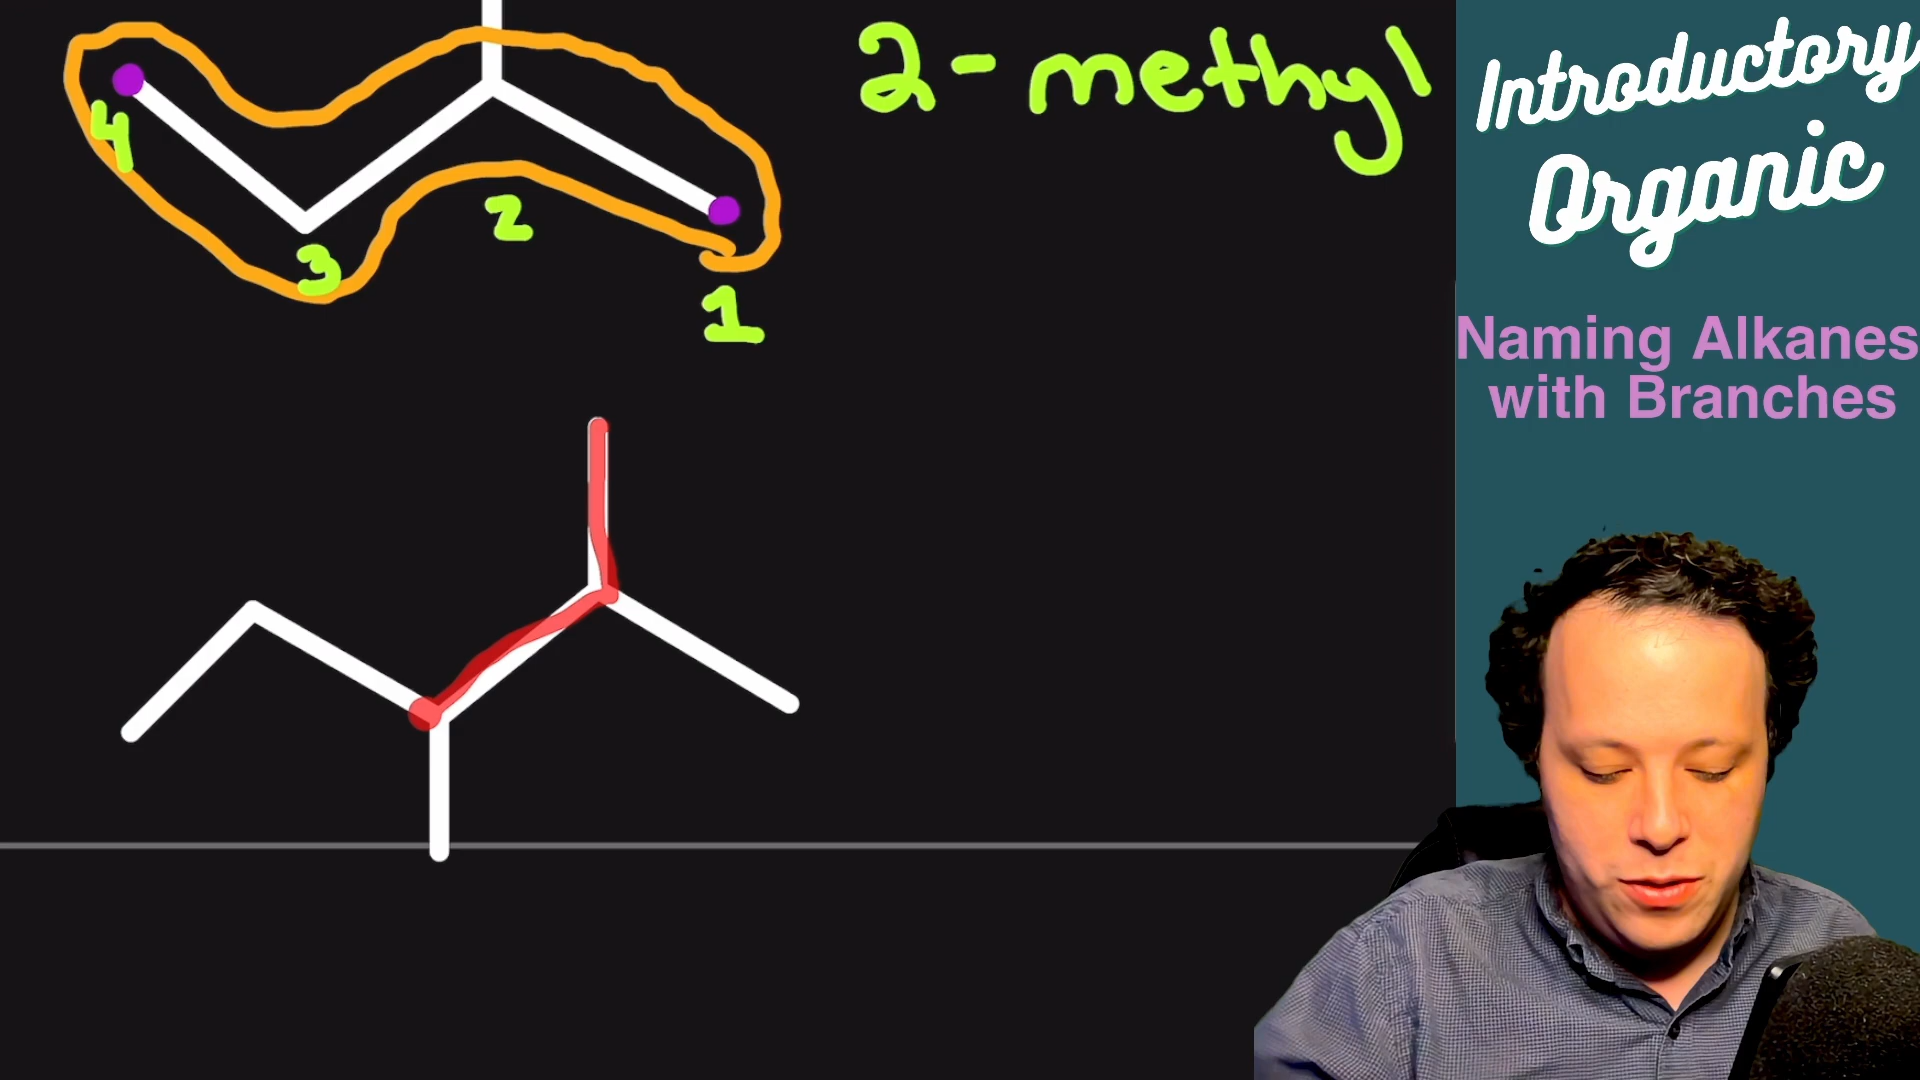 2-methyl
4
3
2
1
Introductory
Organic
Naming Alkanes
with Branches